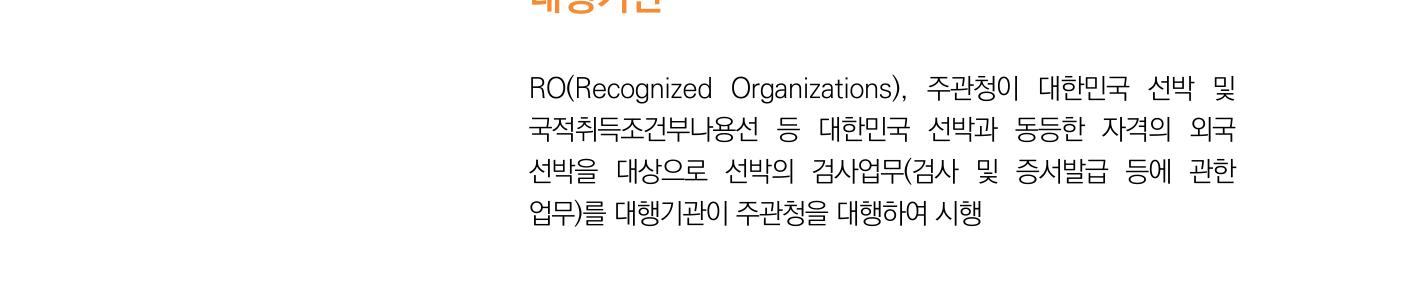 대행기관
RO(Recognized Organizations), 주관청이 대한민국 선박 및
국적취득조건부나용선 등 대한민국 선박과 동등한 자격의 외국
선박을 대상으로 선박의 검사업무(검사 및 증서발급 등에 관한
업무)를 대행기관이 주관청을 대행하여 시행